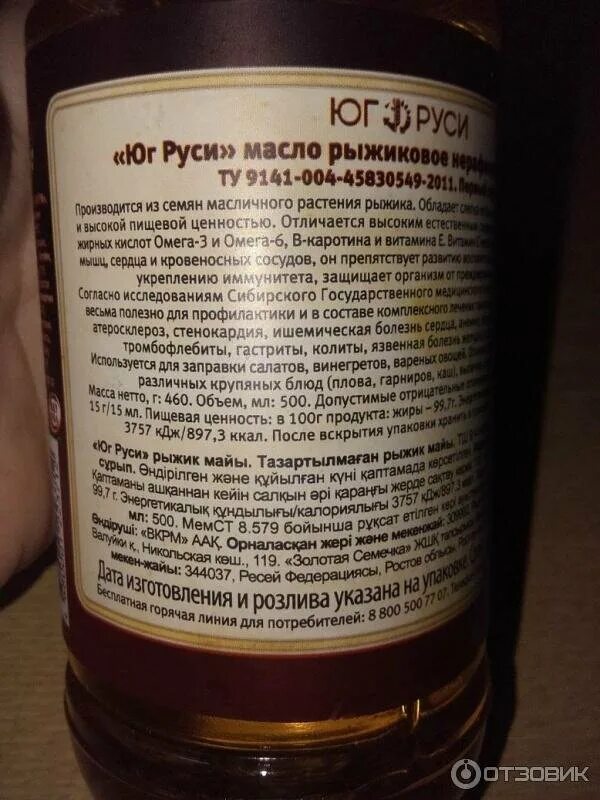 ЮГ РУСИ
«Юг Руси» масло рыжиковое
ТУ 9141-004-45830549-2011. Первый
Производится из семян масличного растения рыжика. Обладает
и высокой пищевой ценностью. Отличается высоким естественным
жирных кислот Омега-3 и Омега-6, В-каротина и витамина Е. Витамин
мышц, сердца и кровеносных сосудов, он препятствует развитию
укреплению иммунитета, защищает организм от
Согласно исследованиям Сибирского Государственного
весьма полезно для профилактики и в составе комплексного лечения
атеросклероз, стенокардия, ишемическая болезнь сердца,
тромбофлебиты, гастриты, колиты, язвенная болезнь
Используется для заправки салатов, винегретов, вареных овощей.
различных крупяных блюд (плова, гарниров, каш),
Масса нетто, г: 460. Объем, мл: 500. Допустимые отрицательные
15 г/15 мл. Пищевая ценность: в 100г продукта: жиры – 99,7г.
3757 кДж/897,3 ккал. После вскрытия упаковки хранить в
«Юг Руси» рыжик майы. Тазартылмаған рыжик майы.
сұрып. Өндірілген және құйылған күні қаптамада көрсетілген
Қаптаманы ашқаннан кейін салқын әрі қараңғы жерде сақтау
99,7 г. Энергетикалық құндылығы/калориялығы 3757 кДж/897,3 ккал
мл: 500. МемСТ 8.579 бойынша рұқсат етілген
Өндіруші: «ВКРМ» ААҚ. Орналасқан жері және мекенжай:
Валуйки қ., Никольская көш., 119. «Золотая Семечка» ЖШҚ
мекен-жайы: 344037, Ресей Федерациясы, Ростов облысы,
Дата изготовления и розлива указана на упаковке.
Бесплатная горячая линия для потребителей: 8 800 500 77 07.
ОТЗОВИК